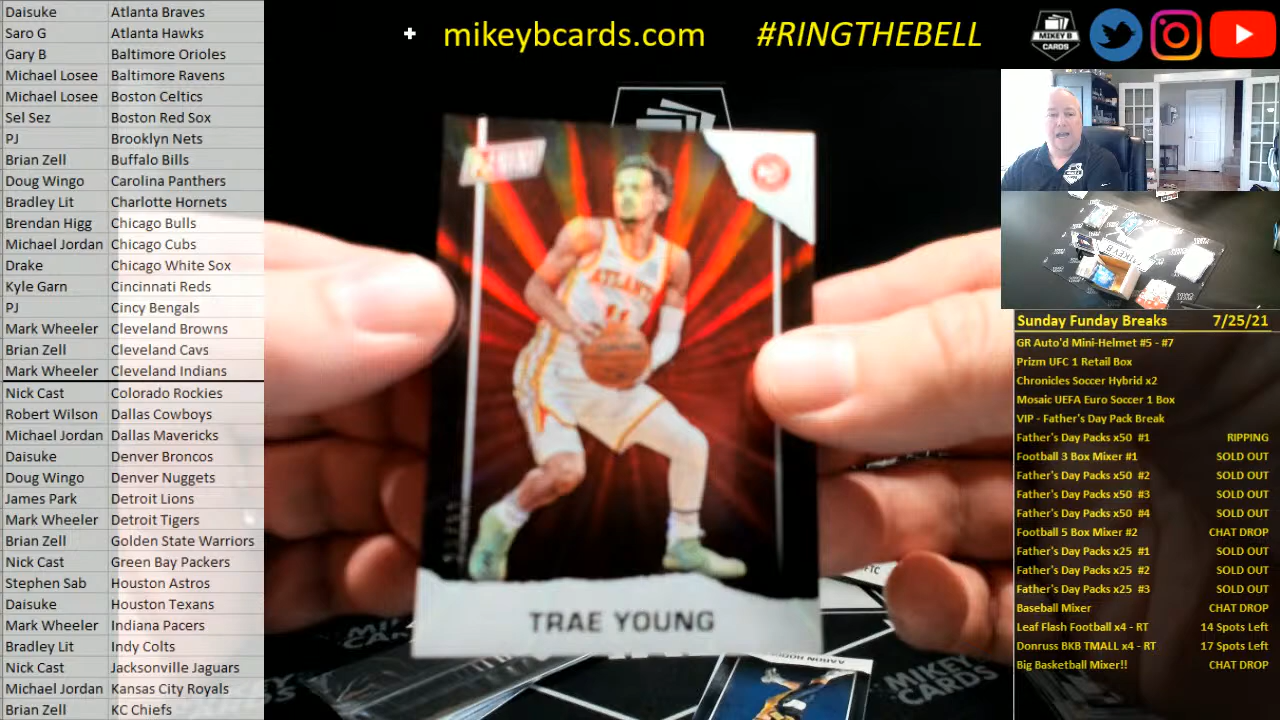 mikeybcards.com #RINGTHEBELL
MIKEY B
CARDS
Daisuke Atlanta Braves
Saro G Atlanta Hawks
Gary B Baltimore Orioles
Michael Losee Baltimore Ravens
Michael Losee Boston Celtics
Sel Sez Boston Red Sox
PJ Brooklyn Nets
Brian Zell Buffalo Bills
Doug Wingo Carolina Panthers
Bradley Lit Charlotte Hornets
Brendan Higg Chicago Bulls
Michael Jordan Chicago Cubs
Drake Chicago White Sox
Kyle Garn Cincinnati Reds
PJ Cincy Bengals
Mark Wheeler Cleveland Browns
Brian Zell Cleveland Cavs
Mark Wheeler Cleveland Indians
Nick Cast Colorado Rockies
Robert Wilson Dallas Cowboys
Michael Jordan Dallas Mavericks
Daisuke Denver Broncos
Doug Wingo Denver Nuggets
James Park Detroit Lions
Mark Wheeler Detroit Tigers
Brian Zell Golden State Warriors
Nick Cast Green Bay Packers
Stephen Sab Houston Astros
Daisuke Houston Texans
Mark Wheeler Indiana Pacers
Bradley Lit Indy Colts
Nick Cast Jacksonville Jaguars
Michael Jordan Kansas City Royals
Brian Zell KC Chiefs
PANINI
ATLANTA
11
TRAE YOUNG
MIKEY
CARDS
MIKEY B
Sunday Funday Breaks 7/25/21
GR Auto'd Mini-Helmet #5 - #7
Prizm UFC 1 Retail Box
Chronicles Soccer Hybrid x2
Mosaic UEFA Euro Soccer 1 Box
VIP - Father's Day Pack Break
Father's Day Packs x50 #1 RIPPING
Football 3 Box Mixer #1 SOLD OUT
Father's Day Packs x50 #2 SOLD OUT
Father's Day Packs x50 #3 SOLD OUT
Father's Day Packs x50 #4 SOLD OUT
Football 5 Box Mixer #2 CHAT DROP
Father's Day Packs x25 #1 SOLD OUT
Father's Day Packs x25 #2 SOLD OUT
Father's Day Packs x25 #3 SOLD OUT
Baseball Mixer CHAT DROP
Leaf Flash Football x4 - RT 14 Spots Left
Donruss BKB TMALL x4 - RT 17 Spots Left
Big Basketball Mixer!! CHAT DROP